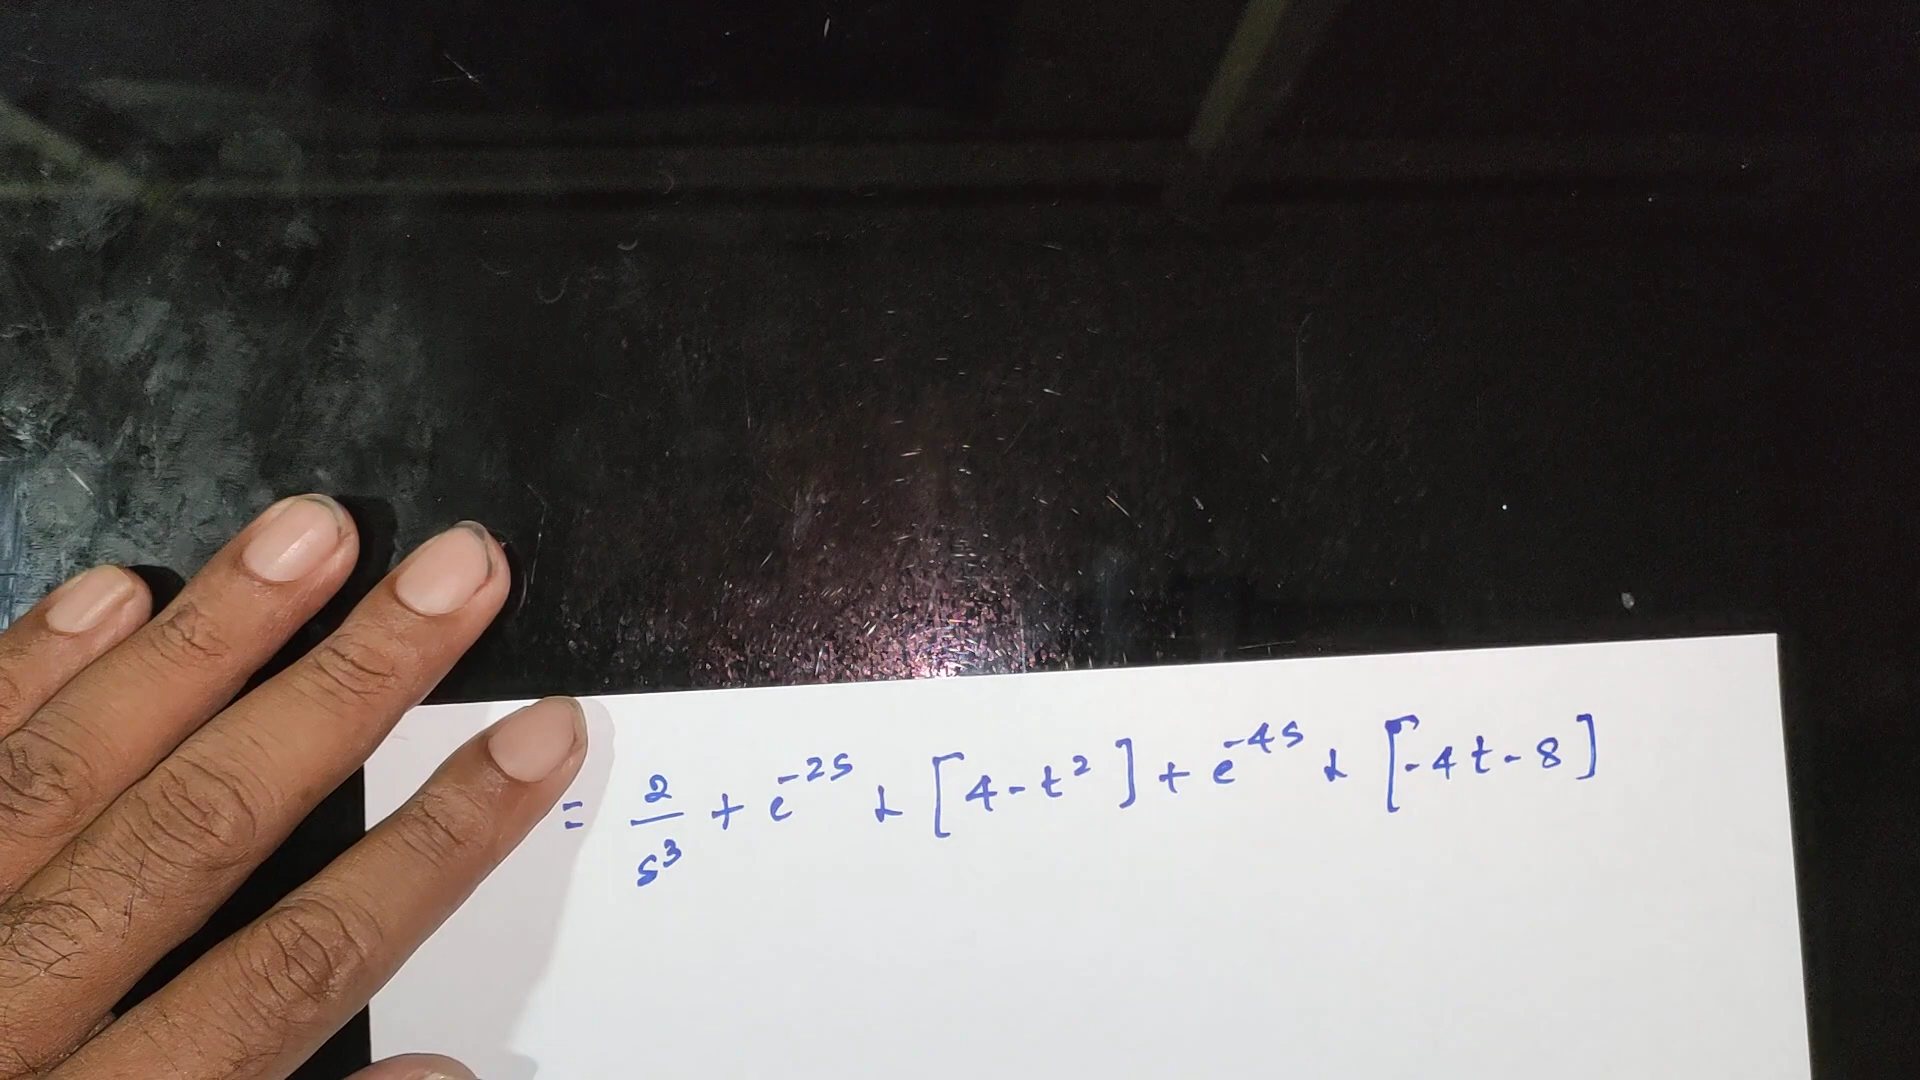 = 2/s³ + e^-2s L [4-t²] + e^-4s L [-4t-8]